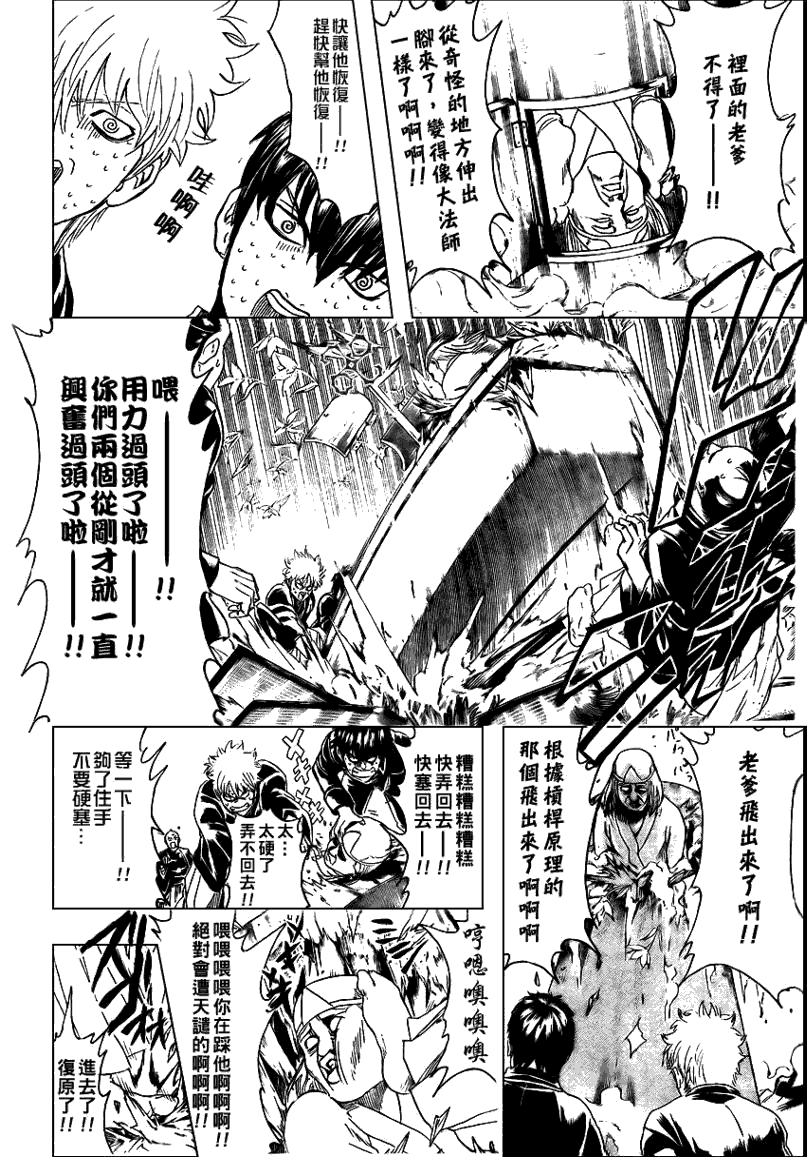 裡面的老爹
不得了——!!
從奇怪的地方伸出
腳來了，變得像大法師
一樣了啊啊啊!!
快讓他恢復——!!
趕快幫他恢復——!!
哇啊啊
喂——!!
用力過頭了啦——!!
你們兩個從剛才就一直
興奮過頭了啦——!!
老爹飛出來了啊!!
根據槓桿原理的
那個飛出來了啊啊
糟糕糟糕糟糕
快弄回去——!!
快塞回去——!!
太…
太硬了
弄不回去!!
等一下——!!
夠了住手
不要硬塞…
哼嗯噢噢噢
喂喂喂喂你在踩他啊啊啊!!
絕對會遭天譴的啊啊啊!!
進去了!!
復原了!!